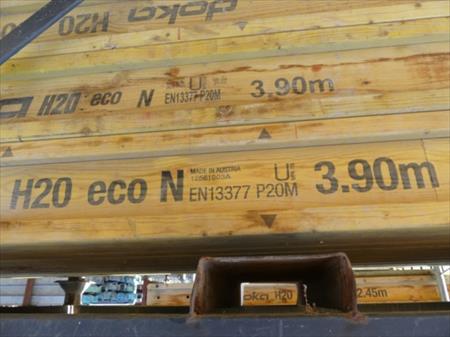 doka H20
H20 eco N U EN13377 P20M 3.90m
H20 eco N MADE IN AUSTRIA EN13377 P20M U 3.90m
doka H20 2.45m